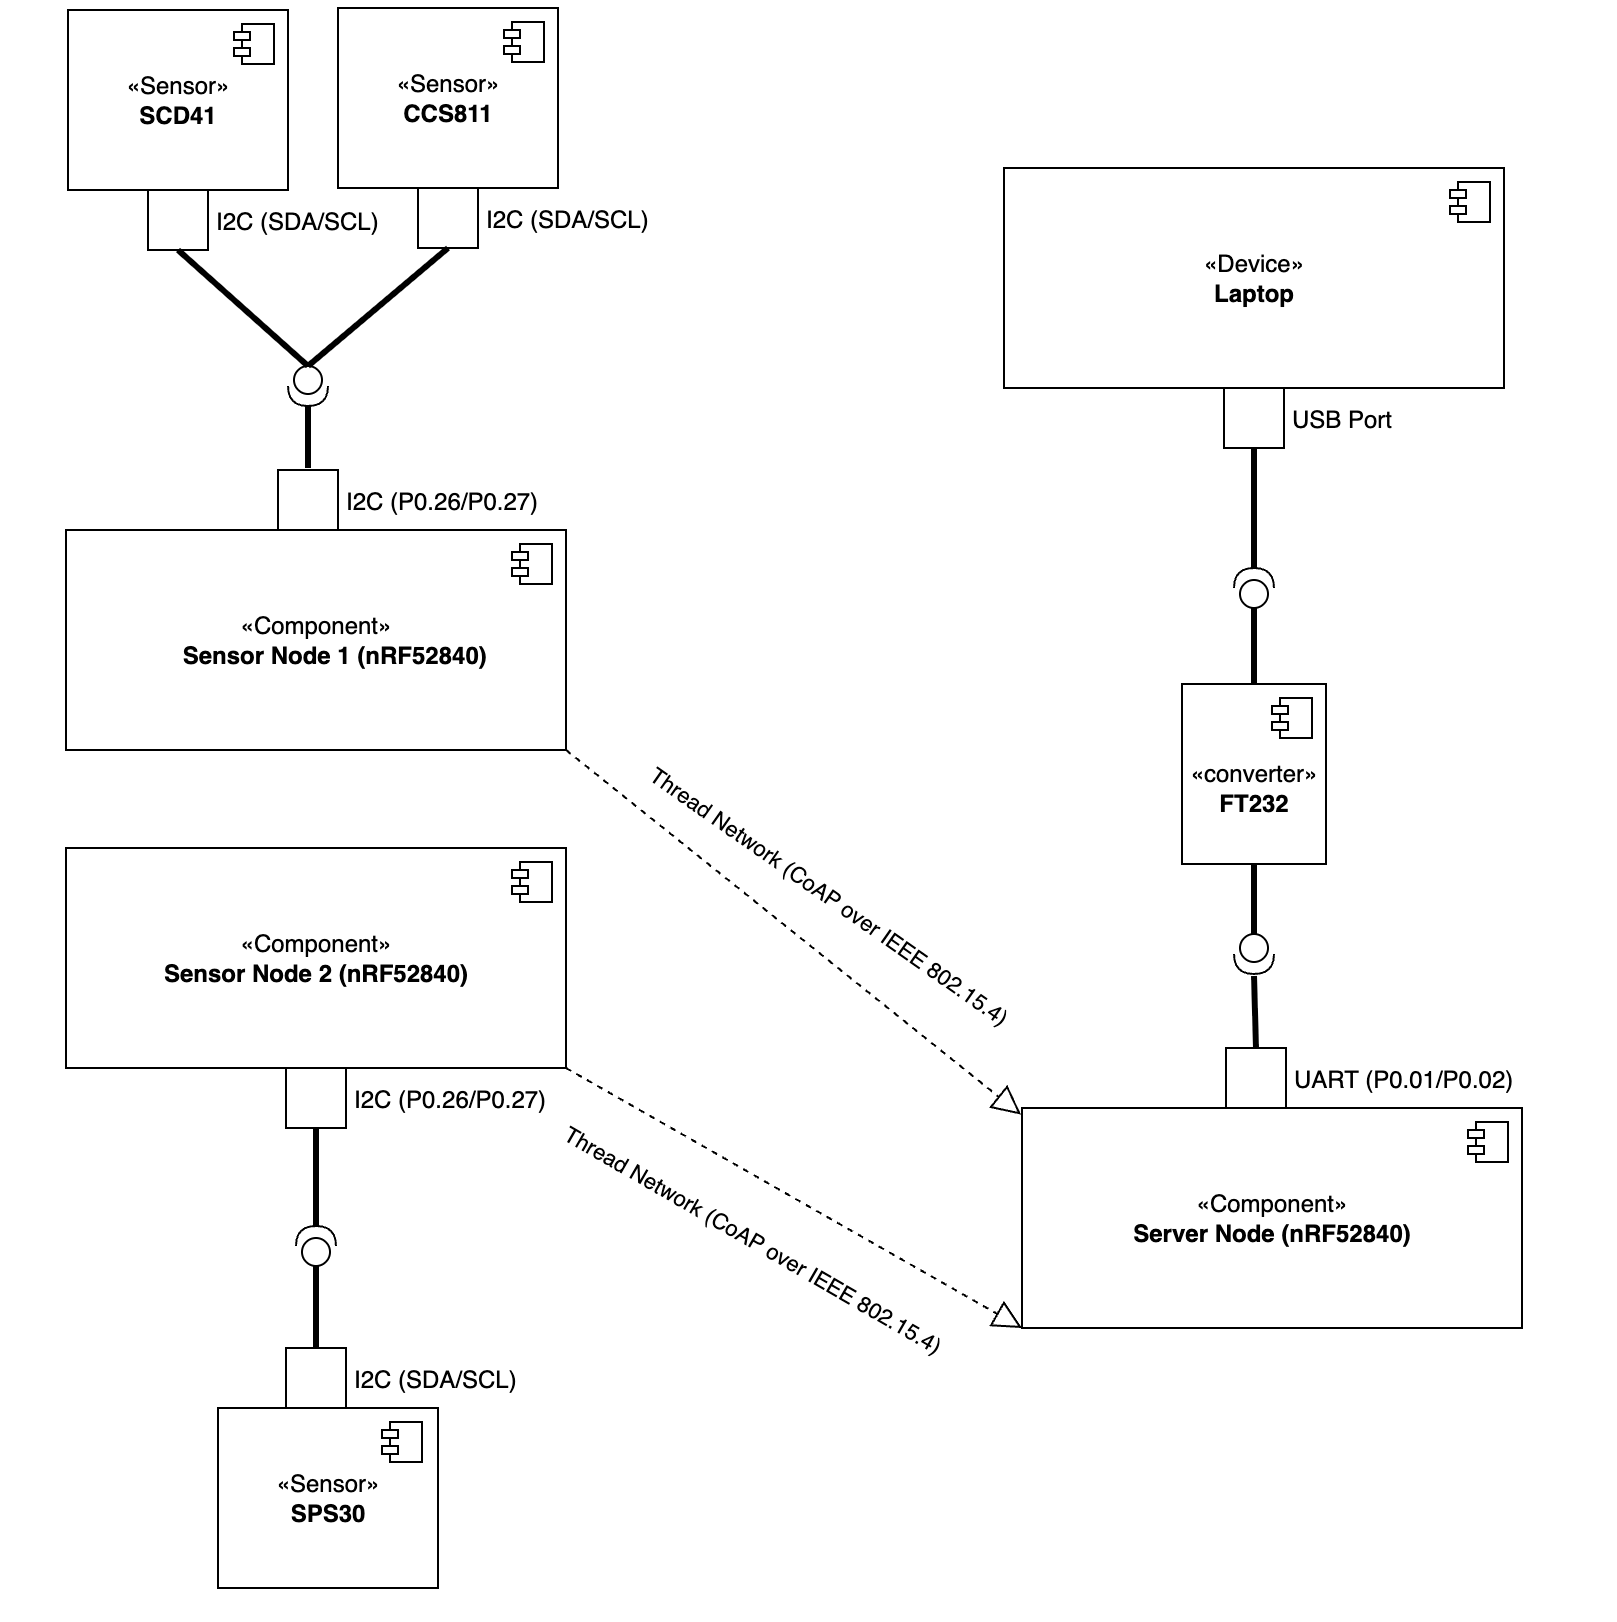 «Sensor»
SCD41
«Sensor»
CCS811
I2C (SDA/SCL)
I2C (SDA/SCL)
«Device»
Laptop
USB Port
I2C (P0.26/P0.27)
«Component»
Sensor Node 1 (nRF52840)
«converter»
FT232
Thread Network (CoAP over IEEE 802.15.4)
«Component»
Sensor Node 2 (nRF52840)
I2C (P0.26/P0.27)
UART (P0.01/P0.02)
Thread Network (CoAP over IEEE 802.15.4)
«Component»
Server Node (nRF52840)
I2C (SDA/SCL)
«Sensor»
SPS30